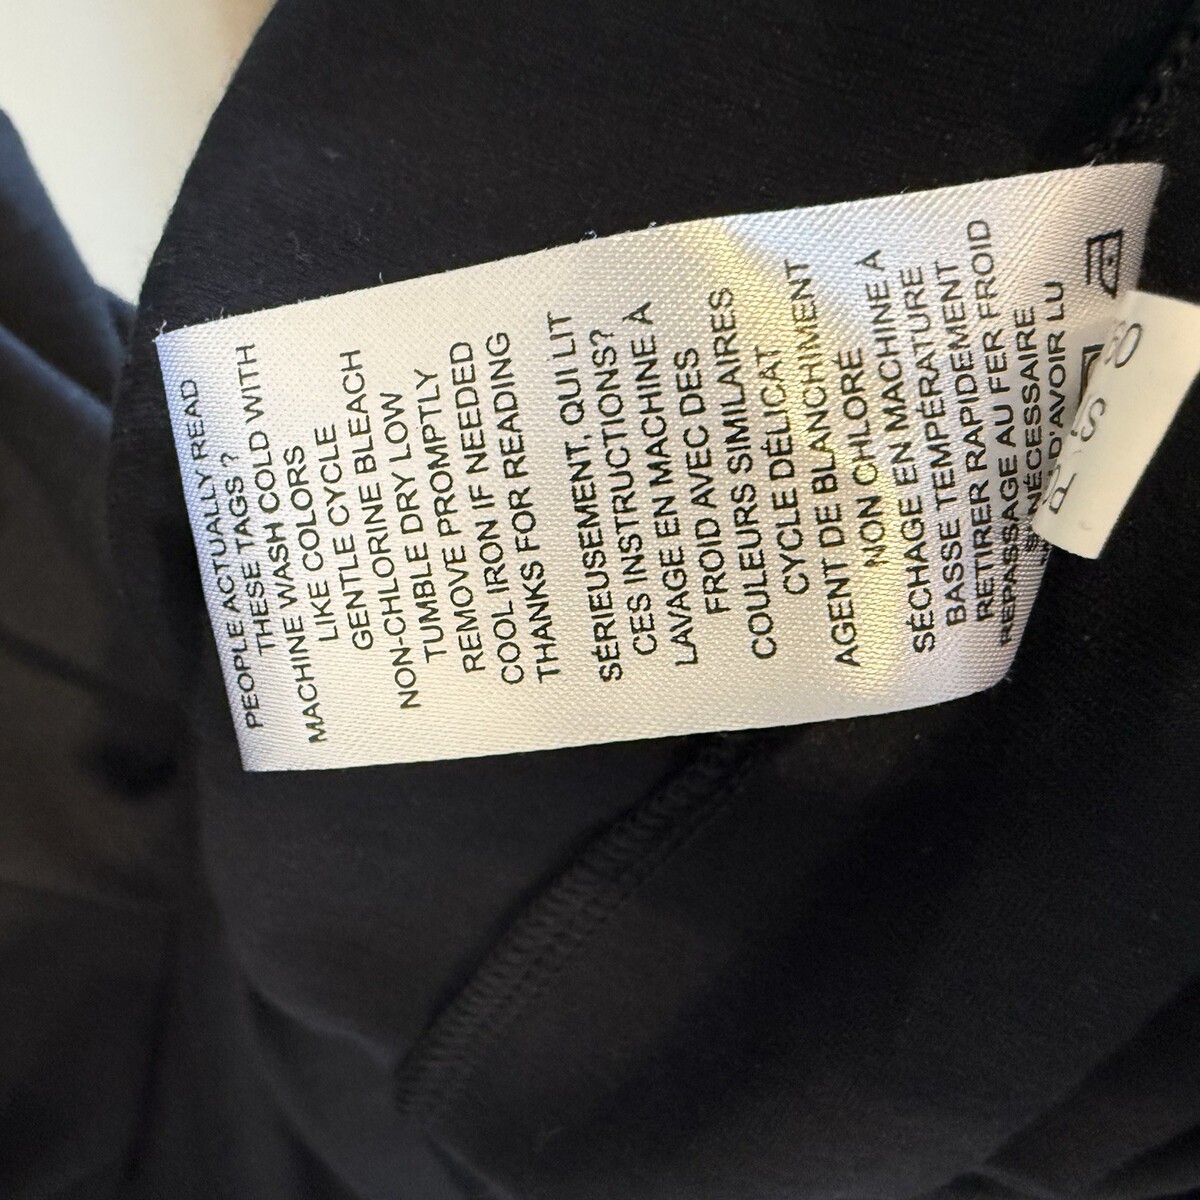 PEOPLE ACTUALLY READ
THESE TAGS?
MACHINE WASH COLD WITH
LIKE COLORS
GENTLE CYCLE
NON-CHLORINE BLEACH
TUMBLE DRY LOW
REMOVE PROMPTLY
COOL IRON IF NEEDED
THANKS FOR READING
SÉRIEUSEMENT, QUI LIT
CES INSTRUCTIONS?
LAVAGE EN MACHINE À
FROID AVEC DES
COULEURS SIMILAIRES
CYCLE DÉLICAT
AGENT DE BLANCHIMENT
NON CHLORÉ
SÉCHAGE EN MACHINE A
BASSE TEMPÉRATURE
RETIRER RAPIDEMENT
REPASSAGE AU FER FROID
SI NÉCESSAIRE
D'AVOIR LU